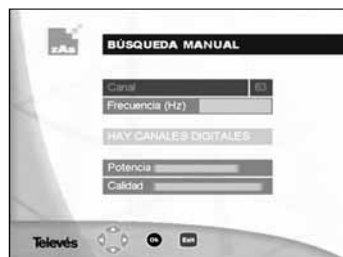 zAs
BÚSQUEDA MANUAL
Canal 63
Frecuencia (Hz)
HAY CANALES DIGITALES
Potencia
Calidad
Televés
Ok
Exit